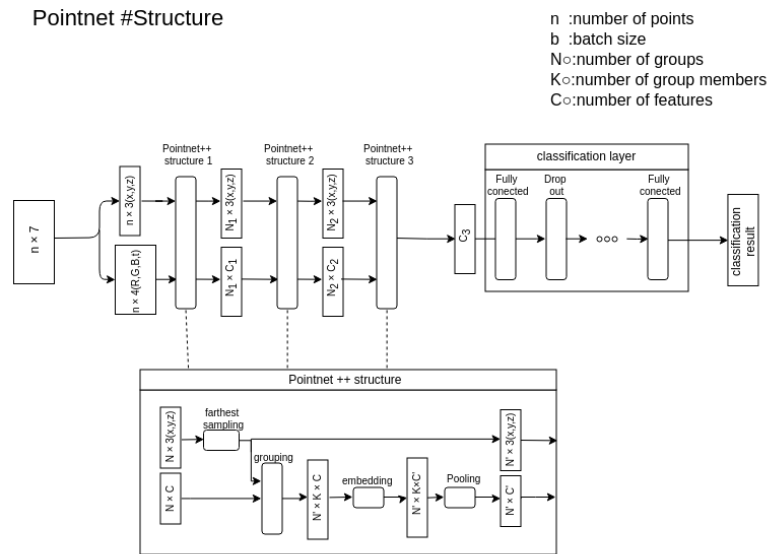 Pointnet #Structure
n :number of points
b :batch size
N○:number of groups
K○:number of group members
C○:number of features
n × 7
n × 3(x,y,z)
n × 4(R,G,B,t)
Pointnet++
structure 1
N₁ × 3(x,y,z)
N₁ × C₁
Pointnet++
structure 2
N₂ × 3(x,y,z)
N₂ × C₂
Pointnet++
structure 3
C₃
classification layer
Fully
conected
Drop
out
○○○
Fully
conected
classification
result
Pointnet ++ structure
N × 3(x,y,z)
N × C
farthest
sampling
grouping
N' × K × C
embedding
N' × K×C'
Pooling
N' × 3(x,y,z)
N' × C'